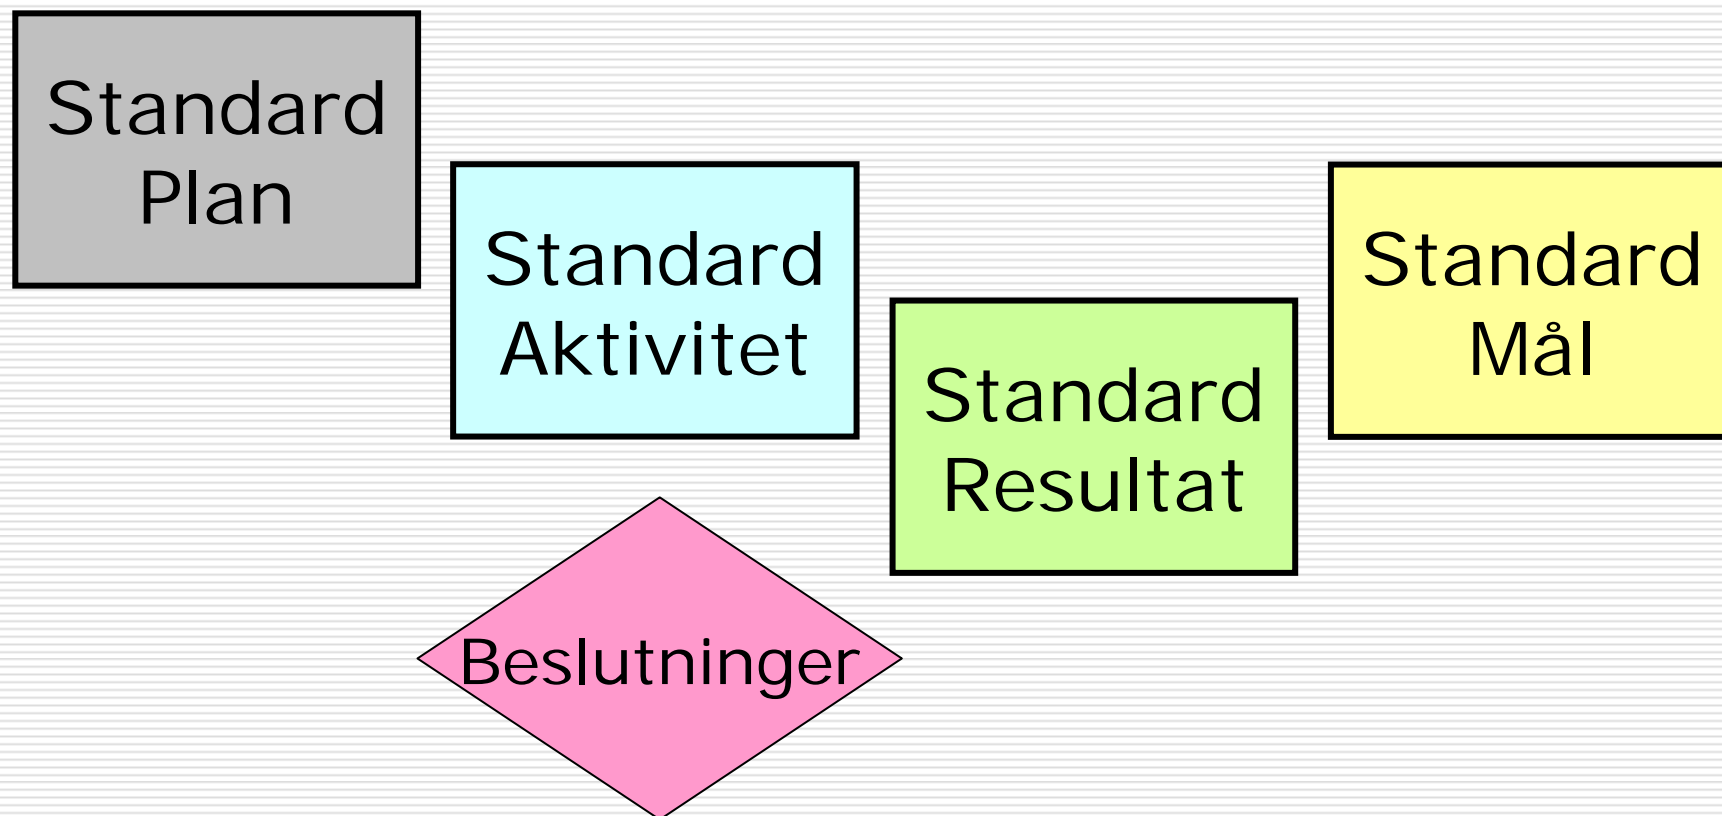 Standard
Plan
Standard
Aktivitet
Standard
Resultat
Standard
Mål
Beslutninger